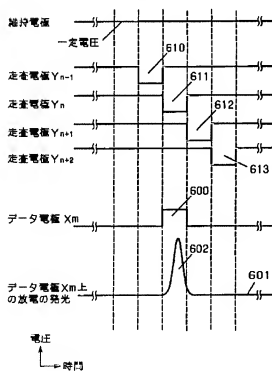 維持電極
一定電圧
610
走査電極Yn-1
611
走査電極Yn
612
走査電極Yn+1
走査電極Yn+2
613
600
データ電極Xm
602
データ電極Xm上
の放電の発光
601
電圧
時間